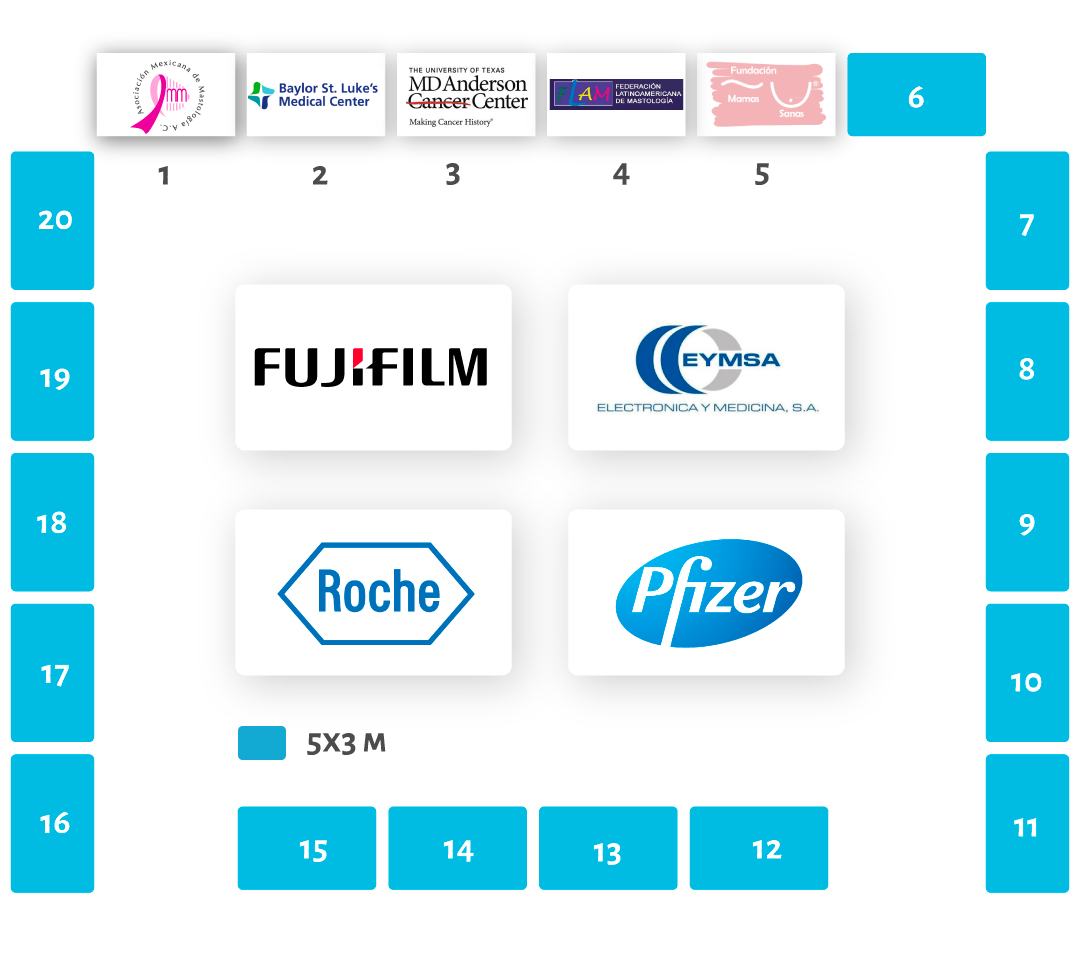 Asociación Mexicana de Mastología A.C.
mm
Baylor St. Luke's
Medical Center
THE UNIVERSITY OF TEXAS
MD Anderson
Cancer Center
Making Cancer History®
FLAM
FEDERACIÓN
LATINOAMERICANA
DE MASTOLOGÍA
Fundación
Mamas
®
Sanas
6
1
2
3
4
5
20
7
19
8
18
9
17
10
16
11
FUJIFILM
EYMSA
ELECTRONICA Y MEDICINA, S.A.
Roche
Pfizer
5X3 M
15
14
13
12